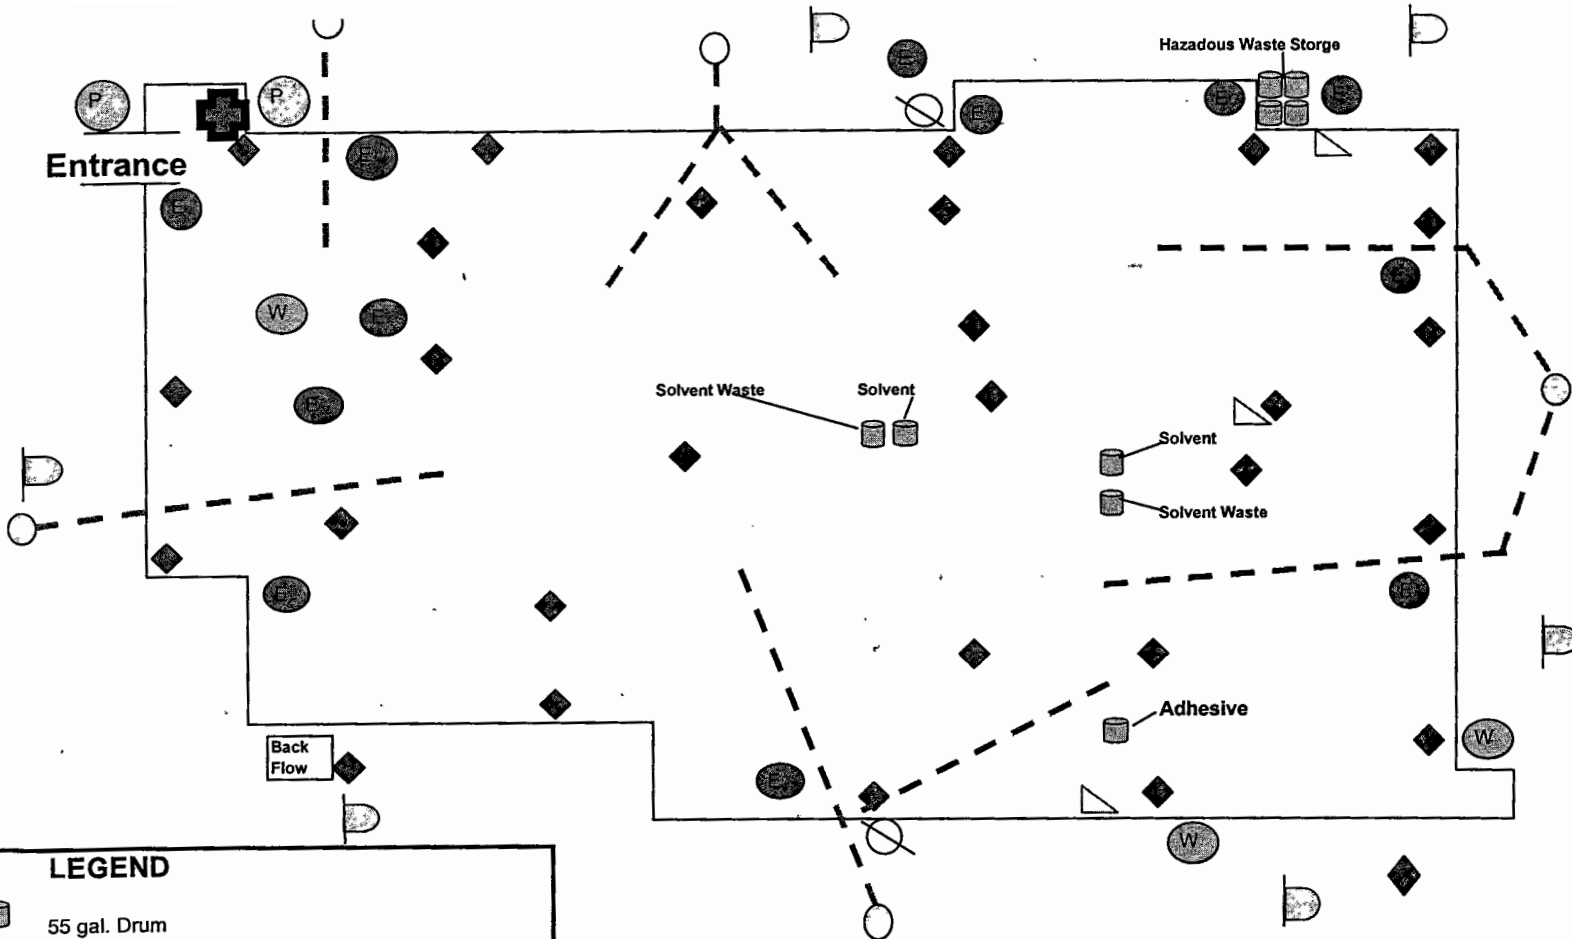 Hazadous Waste Storge
E
P
P
E
E
E
E
Entrance
E
E
W
E
E
Solvent Waste
Solvent
Solvent
Solvent Waste
E
E
Adhesive
Back
Flow
W
E
W
LEGEND
55 gal. Drum